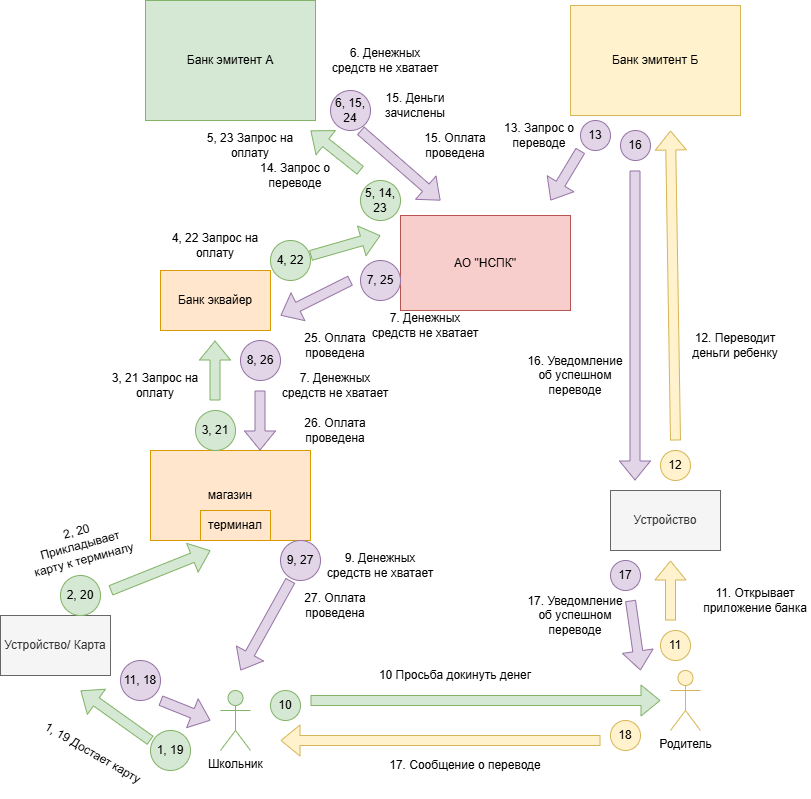 Банк эмитент А
Банк эмитент Б
6. Денежных
средств не хватает
6, 15,
24
15. Деньги
зачислены
5, 23 Запрос на
оплату
14. Запрос о
переводе
15. Оплата
проведена
13. Запрос о
переводе
13
16
5, 14,
23
4, 22 Запрос на
оплату
4, 22
АО "НСПК"
Банк эквайер
7, 25
7. Денежных
средств не хватает
25. Оплата
проведена
8, 26
12. Переводит
деньги ребенку
16. Уведомление
об успешном
переводе
3, 21 Запрос на
оплату
7. Денежных
средств не хватает
26. Оплата
проведена
3, 21
12
магазин
терминал
Устройство
2, 20
Прикладывает
карту к терминалу
9, 27
9. Денежных
средств не хватает
27. Оплата
проведена
2, 20
17
17. Уведомление
об успешном
переводе
11. Открывает
приложение банка
11
Устройство/ Карта
11, 18
10 Просьба докинуть денег
10
1, 19
1, 19 Достает карту
18
Школьник
Родитель
17. Сообщение о переводе